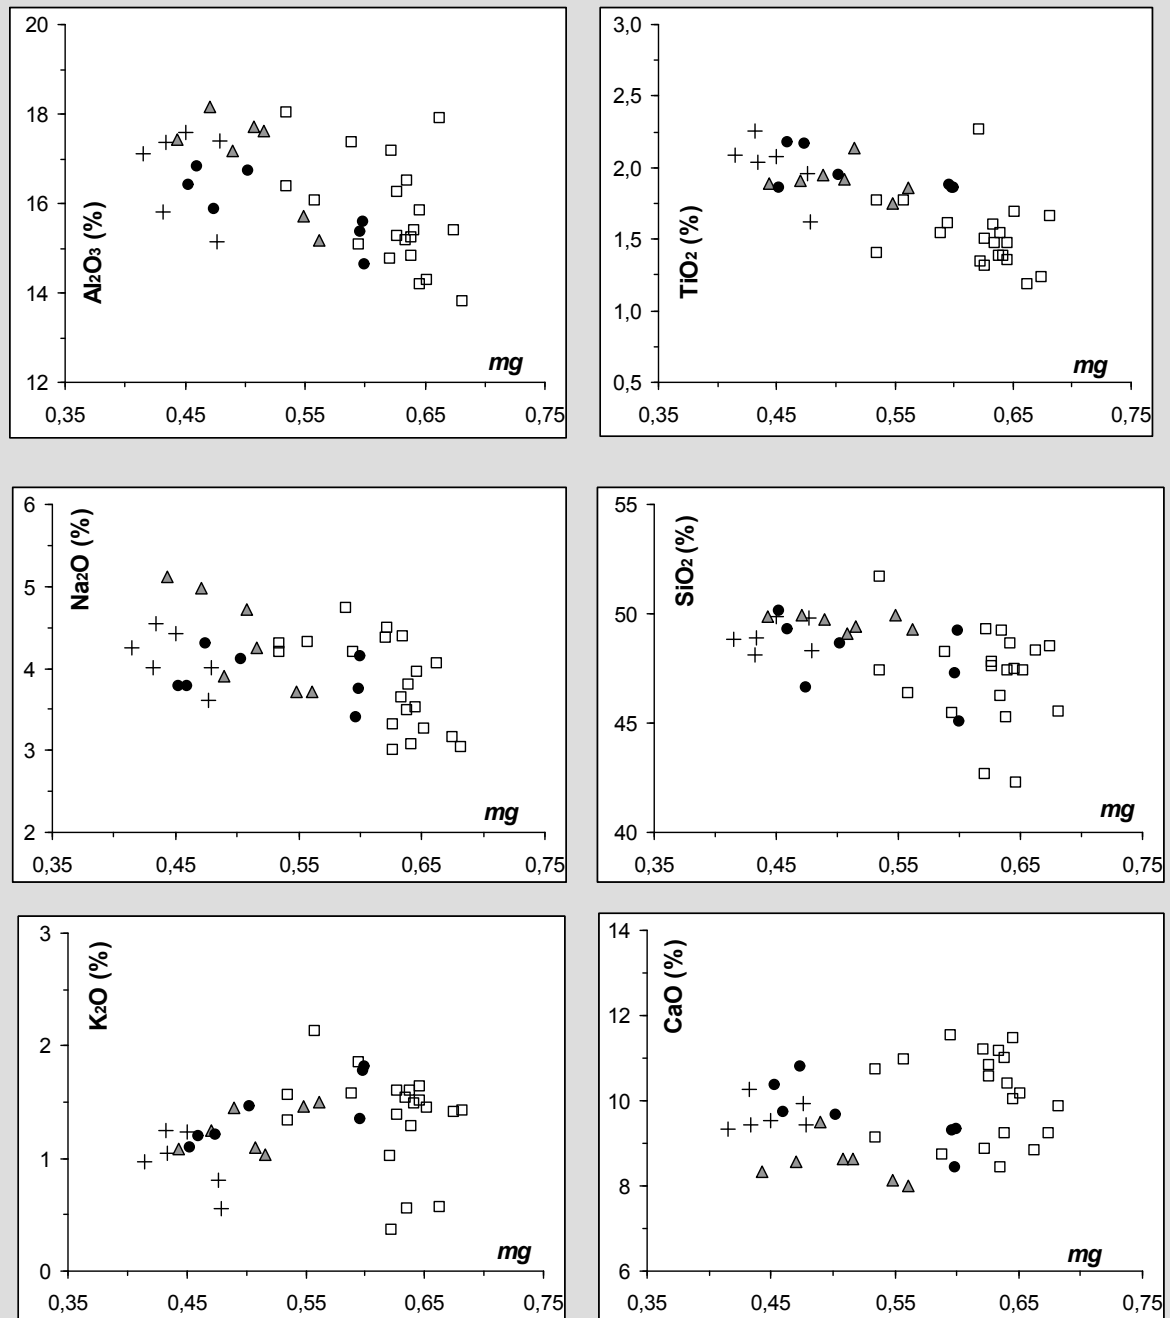 20
18
16
14
12
Al₂O₃ (%)
mg
0,35 0,45 0,55 0,65 0,75
3,0
2,5
2,0
1,5
1,0
0,5
TiO₂ (%)
mg
0,35 0,45 0,55 0,65 0,75
6
5
4
3
2
Na₂O (%)
mg
0,35 0,45 0,55 0,65 0,75
55
50
45
40
SiO₂ (%)
mg
0,35 0,45 0,55 0,65 0,75
3
2
1
0
K₂O (%)
mg
0,35 0,45 0,55 0,65 0,75
14
12
10
8
6
CaO (%)
mg
0,35 0,45 0,55 0,65 0,75